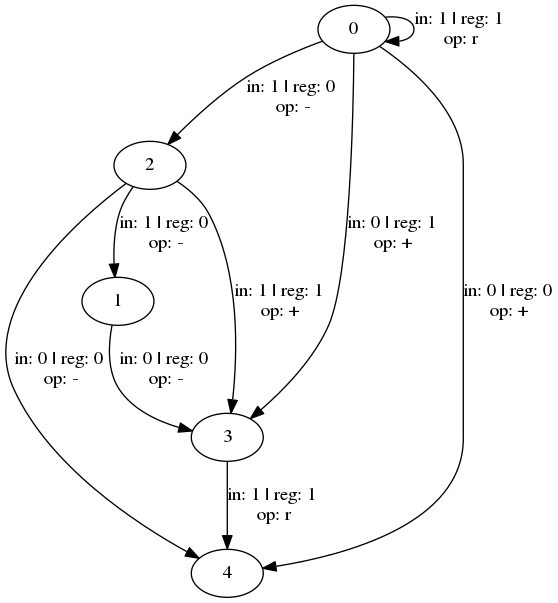 0
in: 1 | reg: 1
op: r
in: 1 | reg: 0
op: -
2
in: 1 | reg: 0
op: -
in: 0 | reg: 1
op: +
in: 1 | reg: 1
op: +
in: 0 | reg: 0
op: +
1
in: 0 | reg: 0
op: -
in: 0 | reg: 0
op: -
3
in: 1 | reg: 1
op: r
4